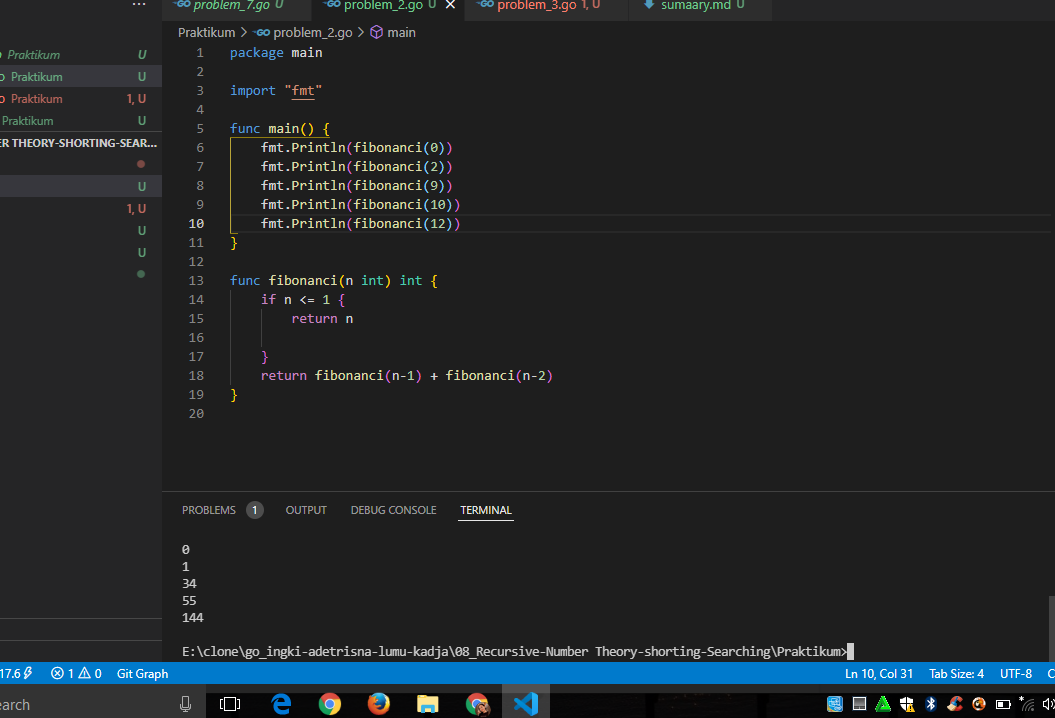 problem_7.go U
problem_2.go U
problem_3.go 1, U
sumaary.md U
Praktikum > problem_2.go > main
Praktikum U
Praktikum U
Praktikum 1, U
Praktikum U
ER THEORY-SHORTING-SEAR...
U
1, U
U
U
1 package main
2
3 import "fmt"
4
5 func main() {
6 fmt.Println(fibonanci(0))
7 fmt.Println(fibonanci(2))
8 fmt.Println(fibonanci(9))
9 fmt.Println(fibonanci(10))
10 fmt.Println(fibonanci(12))
11 }
12
13 func fibonanci(n int) int {
14 if n <= 1 {
15 return n
16
17 }
18 return fibonanci(n-1) + fibonanci(n-2)
19 }
20
PROBLEMS 1 OUTPUT DEBUG CONSOLE TERMINAL
0
1
34
55
144
E:\clone\go_ingki-adetrisna-lumu-kadja\08_Recursive-Number Theory-shorting-Searching\Praktikum>
17.6 1 0 Git Graph Ln 10, Col 31 Tab Size: 4 UTF-8
earch